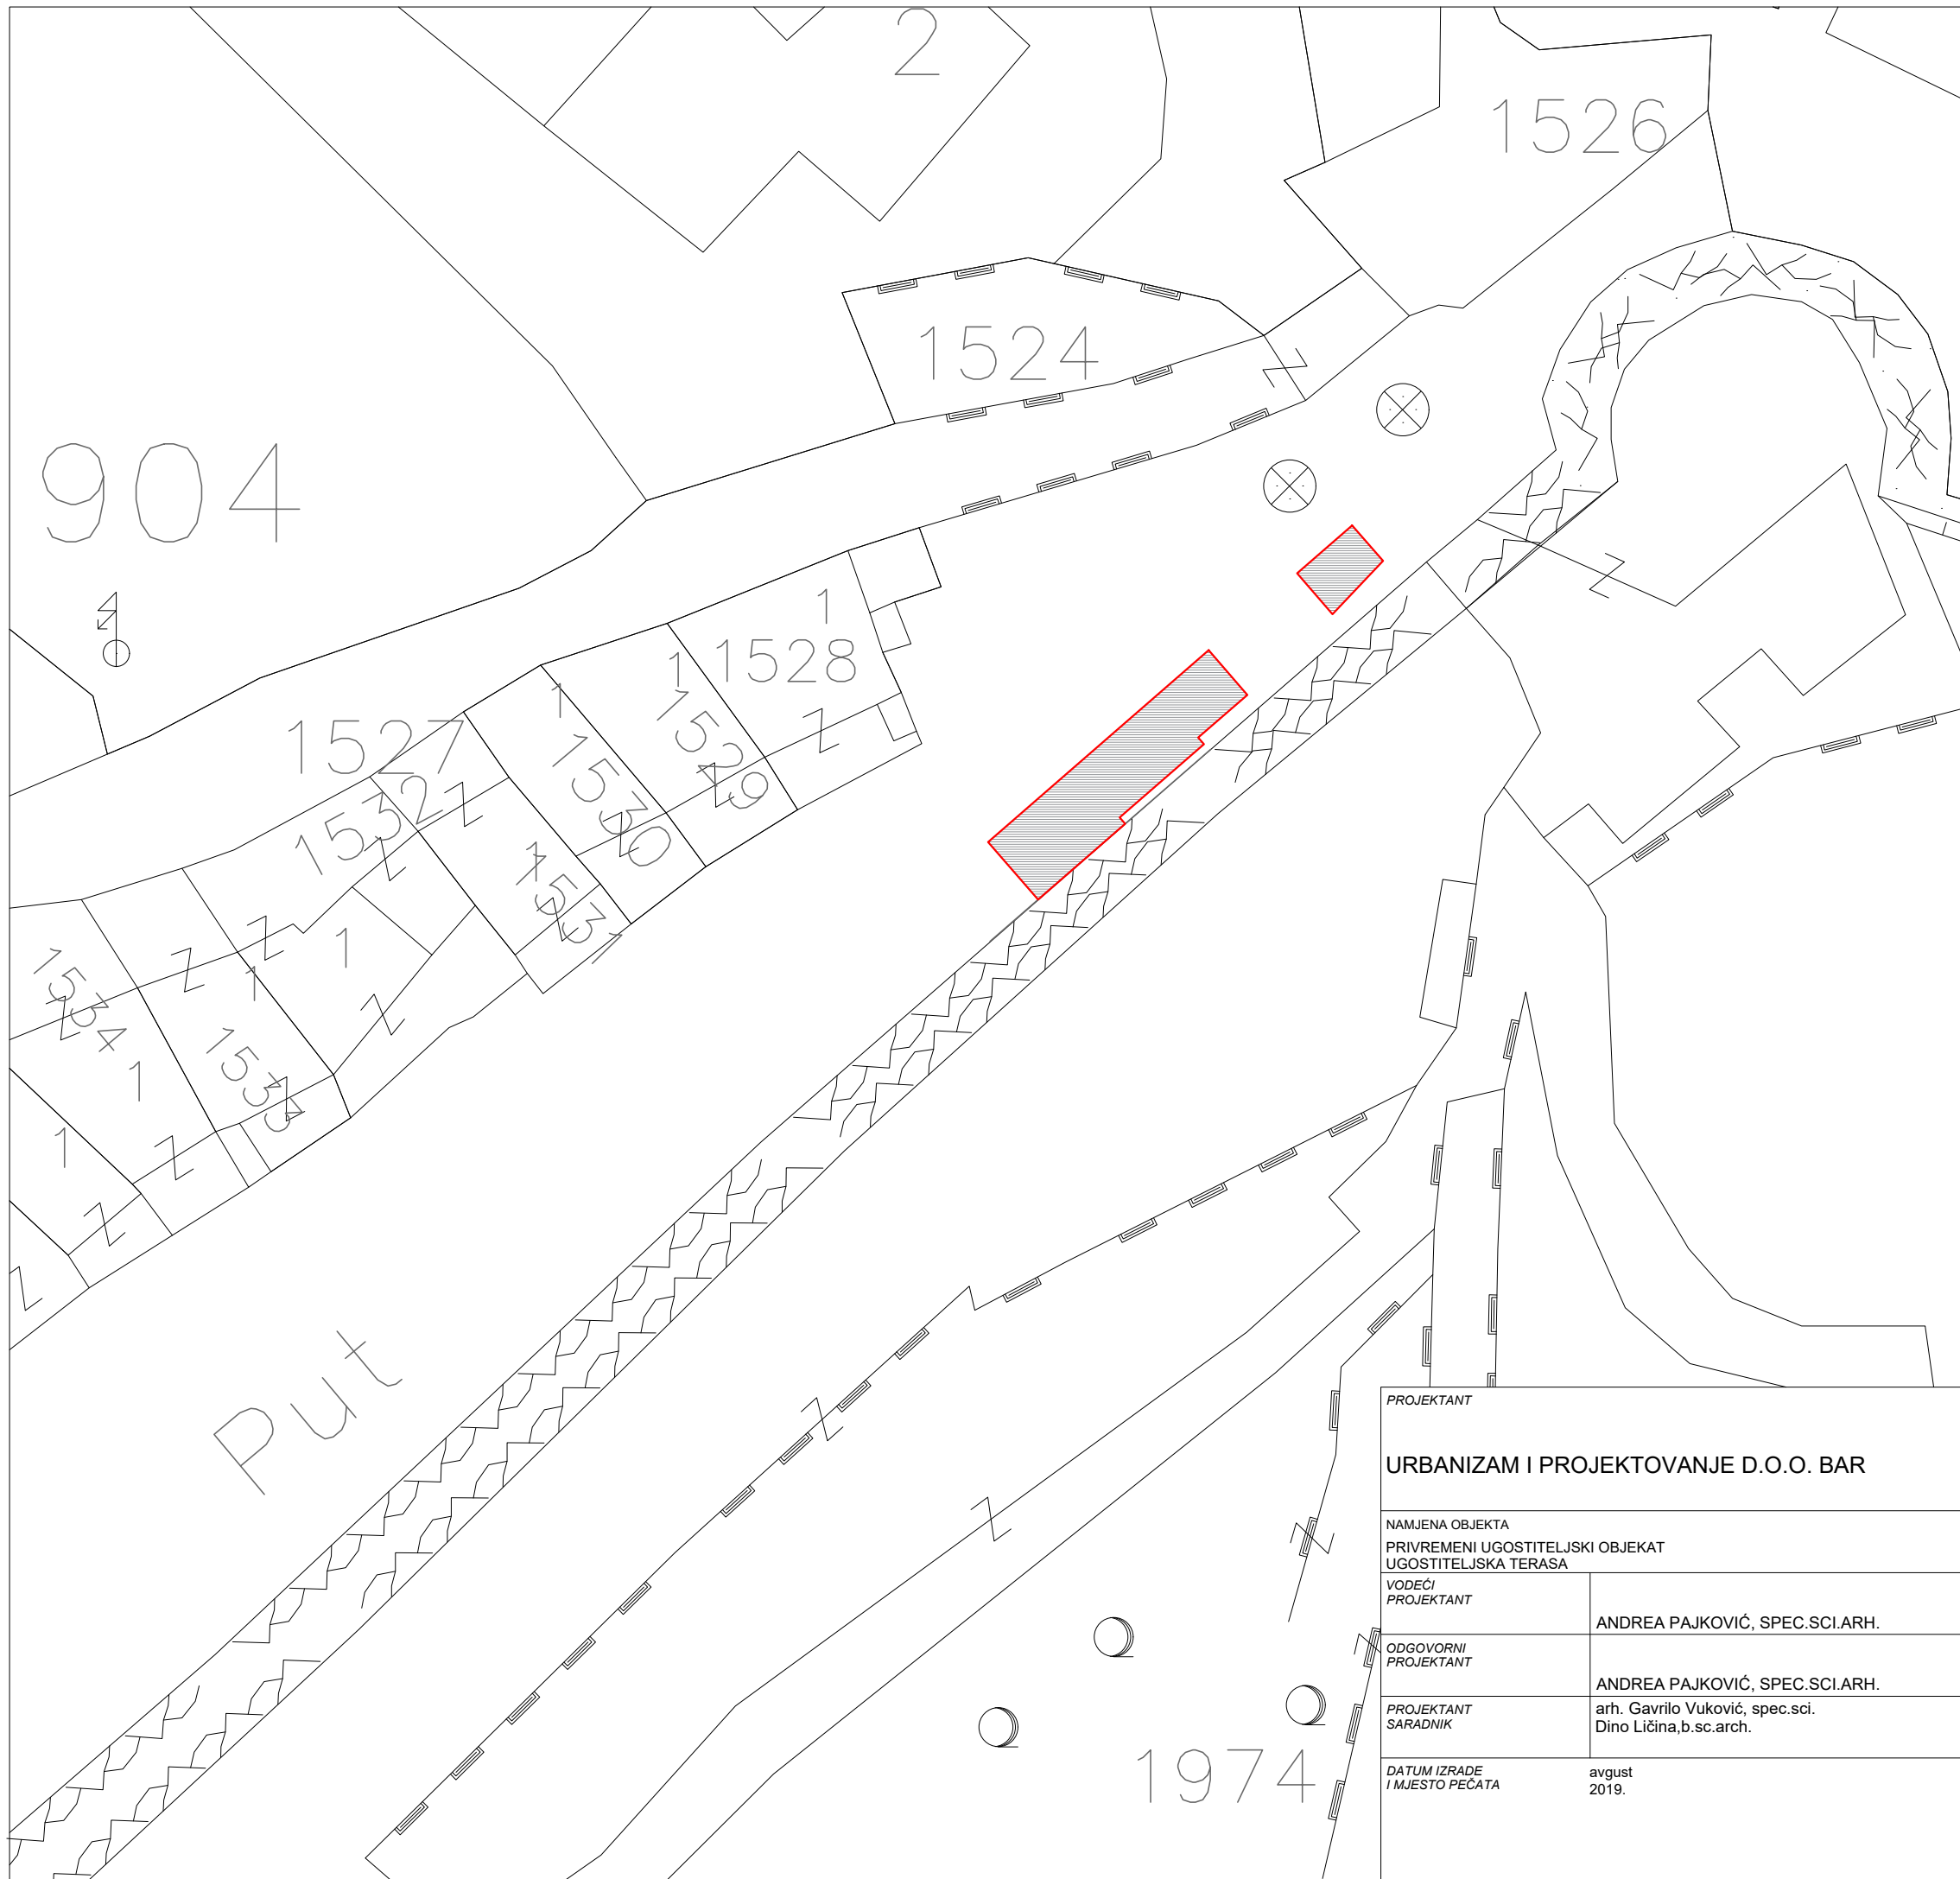 2
1526
1524
904
1
1528
1
1529
1
1530
1527
1532
1
1531
1
1
1534
1
1533
1
Put
1974
PROJEKTANT
URBANIZAM I PROJEKTOVANJE D.O.O. BAR
NAMJENA OBJEKTA
PRIVREMENI UGOSTITELJSKI OBJEKAT
UGOSTITELJSKA TERASA
VODEĆI
PROJEKTANT
ANDREA PAJKOVIĆ, SPEC.SCI.ARH.
ODGOVORNI
PROJEKTANT
ANDREA PAJKOVIĆ, SPEC.SCI.ARH.
PROJEKTANT
SARADNIK
arh. Gavrilo Vuković, spec.sci.
Dino Ličina,b.sc.arch.
DATUM IZRADE
I MJESTO PEČATA
avgust
2019.